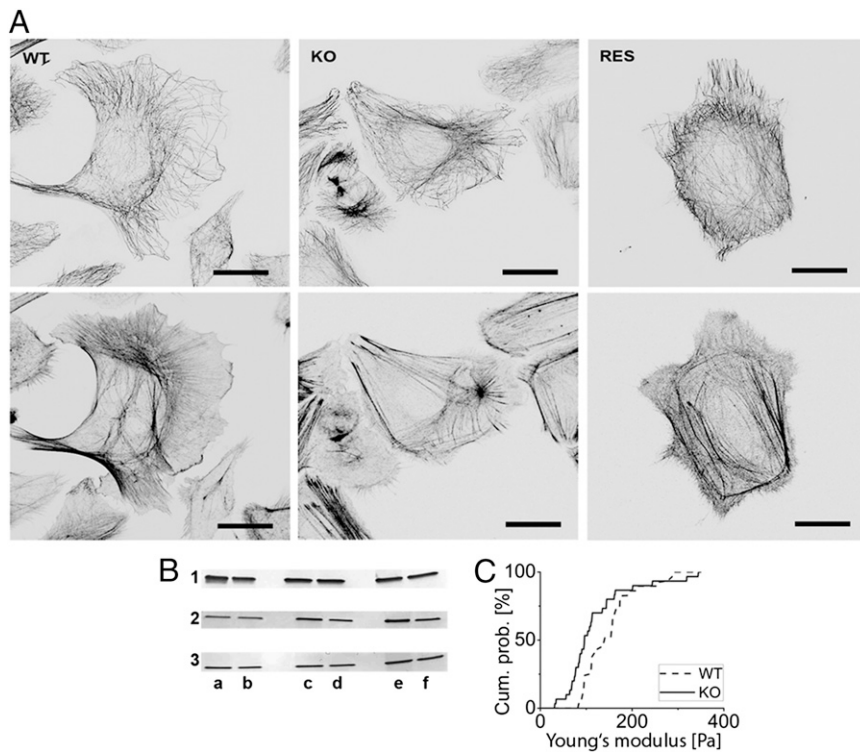 A
WT
KO
RES
B
1
2
3
a b c d e f
C
Cum. prob. [%]
100
50
0
WT
KO
0 200 400
Young's modulus [Pa]